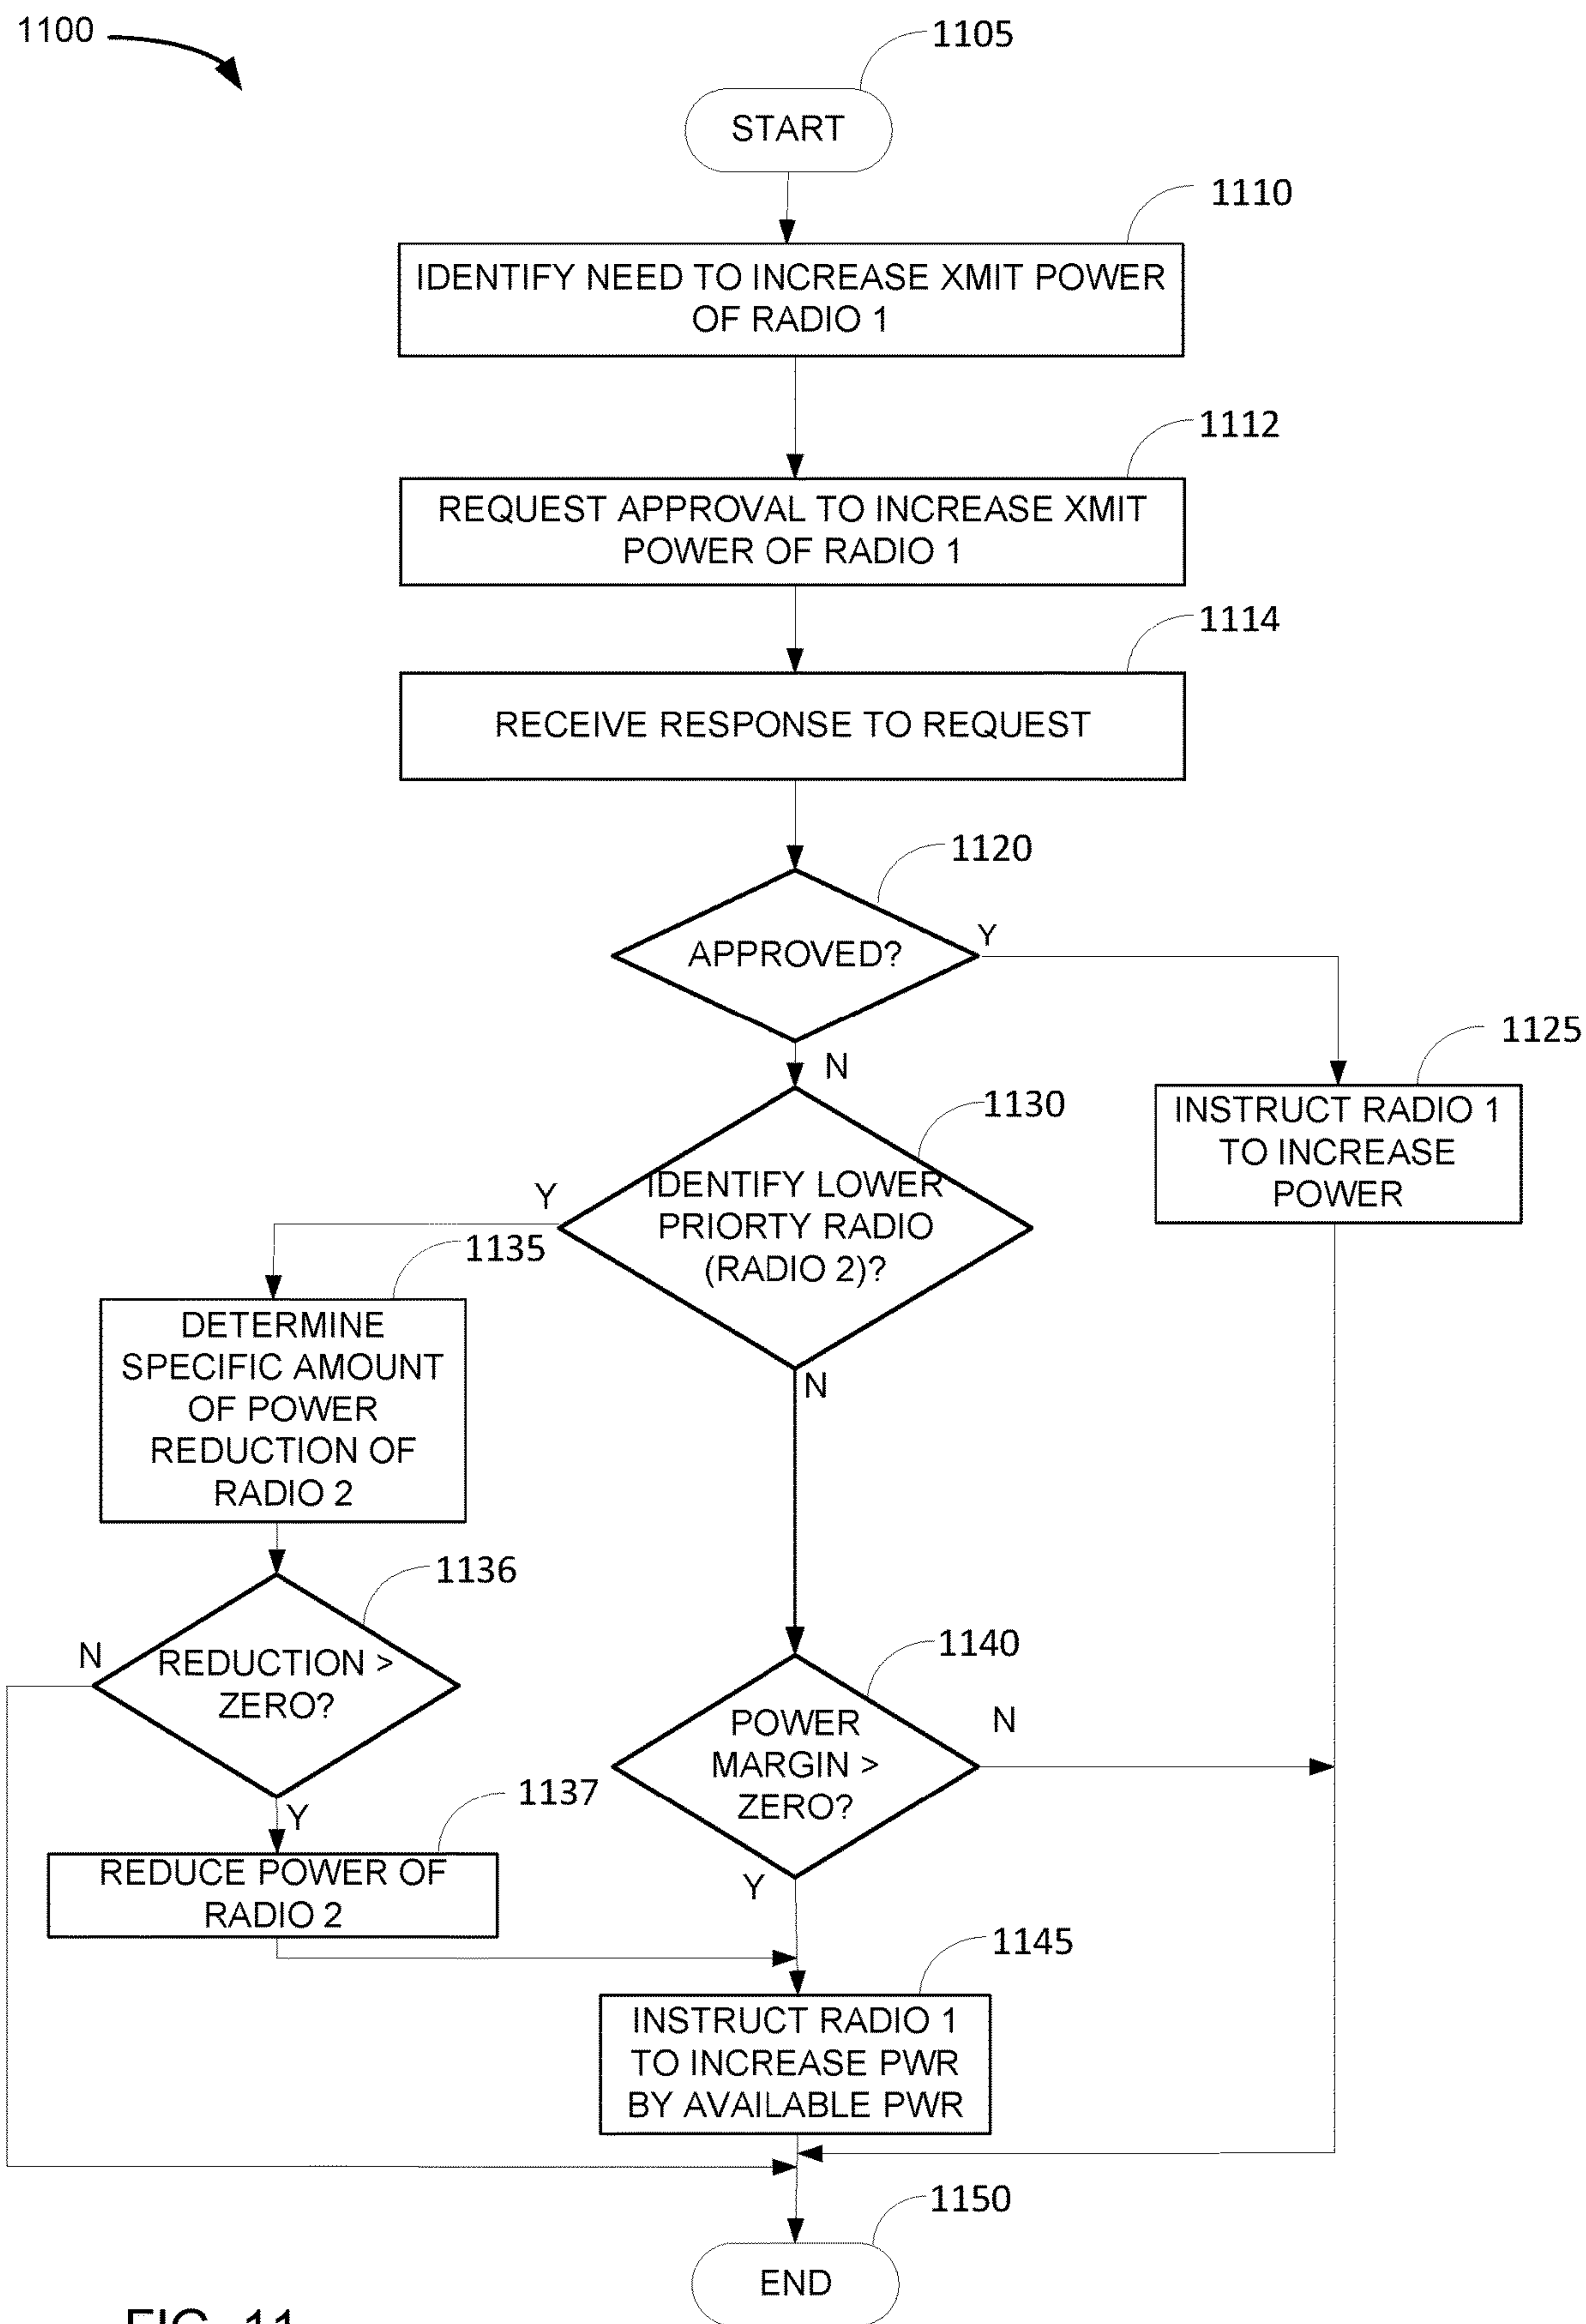 1100
1105
START
1110
IDENTIFY NEED TO INCREASE XMIT POWER
OF RADIO 1
1112
REQUEST APPROVAL TO INCREASE XMIT
POWER OF RADIO 1
1114
RECEIVE RESPONSE TO REQUEST
1120
APPROVED?
Y
N
1125
INSTRUCT RADIO 1
TO INCREASE
POWER
1130
IDENTIFY LOWER
PRIORTY RADIO
(RADIO 2)?
Y
N
1135
DETERMINE
SPECIFIC AMOUNT
OF POWER
REDUCTION OF
RADIO 2
1136
REDUCTION >
ZERO?
N
Y
1137
REDUCE POWER OF
RADIO 2
1140
POWER
MARGIN >
ZERO?
N
Y
1145
INSTRUCT RADIO 1
TO INCREASE PWR
BY AVAILABLE PWR
1150
END
FIG. 11